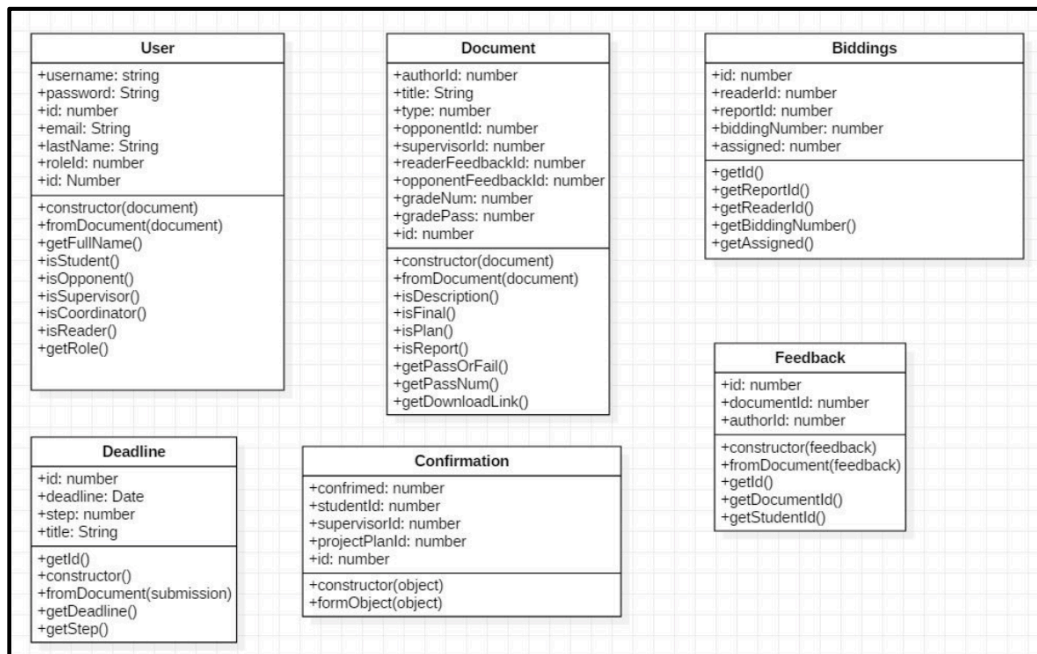 User
+username: string
+password: String
+id: number
+email: String
+lastName: String
+roleId: number
+id: Number
+constructor(document)
+fromDocument(document)
+getFullName()
+isStudent()
+isOpponent()
+isSupervisor()
+isCoordinator()
+isReader()
+getRole()
Document
+authorId: number
+title: String
+type: number
+opponentId: number
+supervisorId: number
+readerFeedbackId: number
+opponentFeedbackId: number
+gradeNum: number
+gradePass: number
+id: number
+constructor(document)
+fromDocument(document)
+isDescription()
+isFinal()
+isPlan()
+isReport()
+getPassOrFail()
+getPassNum()
+getDownloadLink()
Biddings
+id: number
+readerId: number
+reportId: number
+biddingNumber: number
+assigned: number
+getId()
+getReportId()
+getReaderId()
+getBiddingNumber()
+getAssigned()
Feedback
+id: number
+documentId: number
+authorId: number
+constructor(feedback)
+fromDocument(feedback)
+getId()
+getDocumentId()
+getStudentId()
Deadline
+id: number
+deadline: Date
+step: number
+title: String
+getId()
+constructor()
+fromDocument(submission)
+getDeadline()
+getStep()
Confirmation
+confrimed: number
+studentId: number
+supervisorId: number
+projectPlanId: number
+id: number
+constructor(object)
+formObject(object)